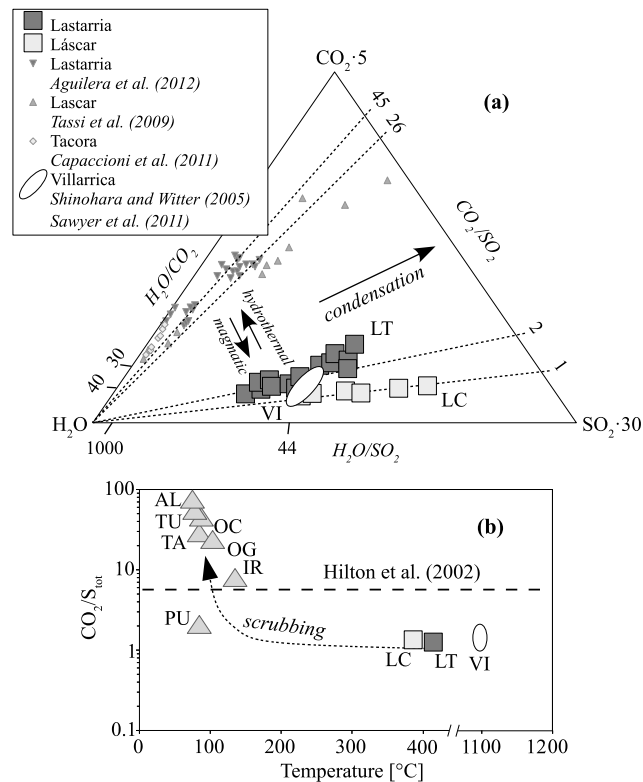 Lastarria
Láscar
Lastarria
Aguilera et al. (2012)
Lascar
Tassi et al. (2009)
Tacora
Capaccioni et al. (2011)
Villarrica
Shinohara and Witter (2005)
Sawyer et al. 2011)
CO2·5
(a)
45
26
H2O/CO2
CO2/SO2
condensation
hydrothermal
magmatic
LT
2
30
40
1
VI
LC
H2O
SO2·30
1000
44
H2O/SO2
100
AL
(b)
TU
OC
TA
OG
10
IR
Hilton et al. (2002)
CO2/Stot
PU
scrubbing
1
LC
LT
VI
0.1
0
100
200
300
400
1100
1200
Temperature [°C]